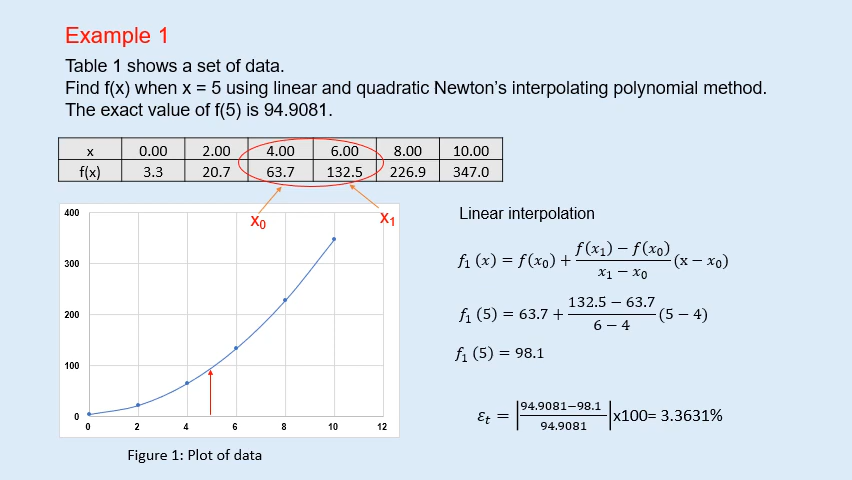 Example 1
Table 1 shows a set of data.
Find f(x) when x = 5 using linear and quadratic Newton's interpolating polynomial method.
The exact value of f(5) is 94.9081.
x 0.00 2.00 4.00 6.00 8.00 10.00
f(x) 3.3 20.7 63.7 132.5 226.9 347.0
X₀ X₁
400
300
200
100
0
0 2 4 6 8 10 12
Figure 1: Plot of data
Linear interpolation
f₁ (x) = f(x₀) + \frac{f(x₁) − f(x₀)}{x₁ − x₀} (x − x₀)
f₁ (5) = 63.7 + \frac{132.5 − 63.7}{6 − 4} (5 − 4)
f₁ (5) = 98.1
ε_t = |\frac{94.9081−98.1}{94.9081}|x100= 3.3631%